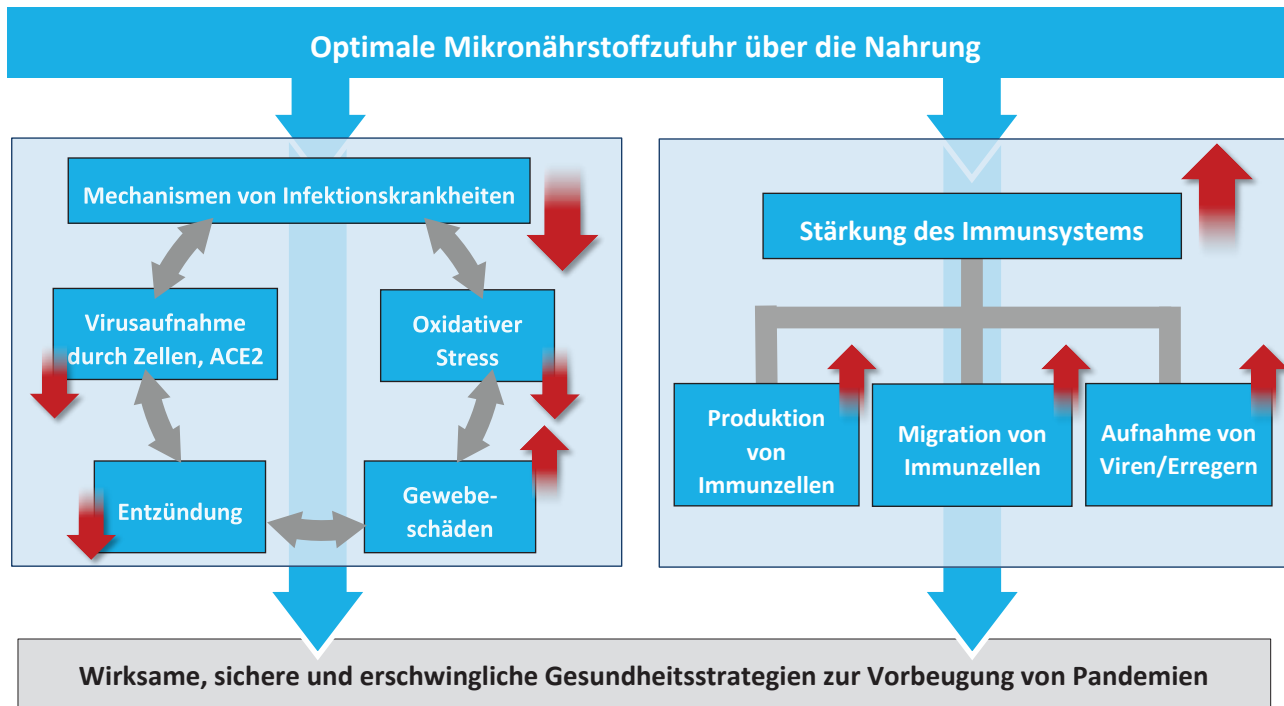 Optimale Mikronährstoffzufuhr über die Nahrung
Mechanismen von Infektionskrankheiten
Virusaufnahme
durch Zellen, ACE2
Oxidativer
Stress
Entzündung
Gewebe-
schäden
Stärkung des Immunsystems
Produktion
von
Immunzellen
Migration von
Immunzellen
Aufnahme von
Viren/Erregern
Wirksame, sichere und erschwingliche Gesundheitsstrategien zur Vorbeugung von Pandemien